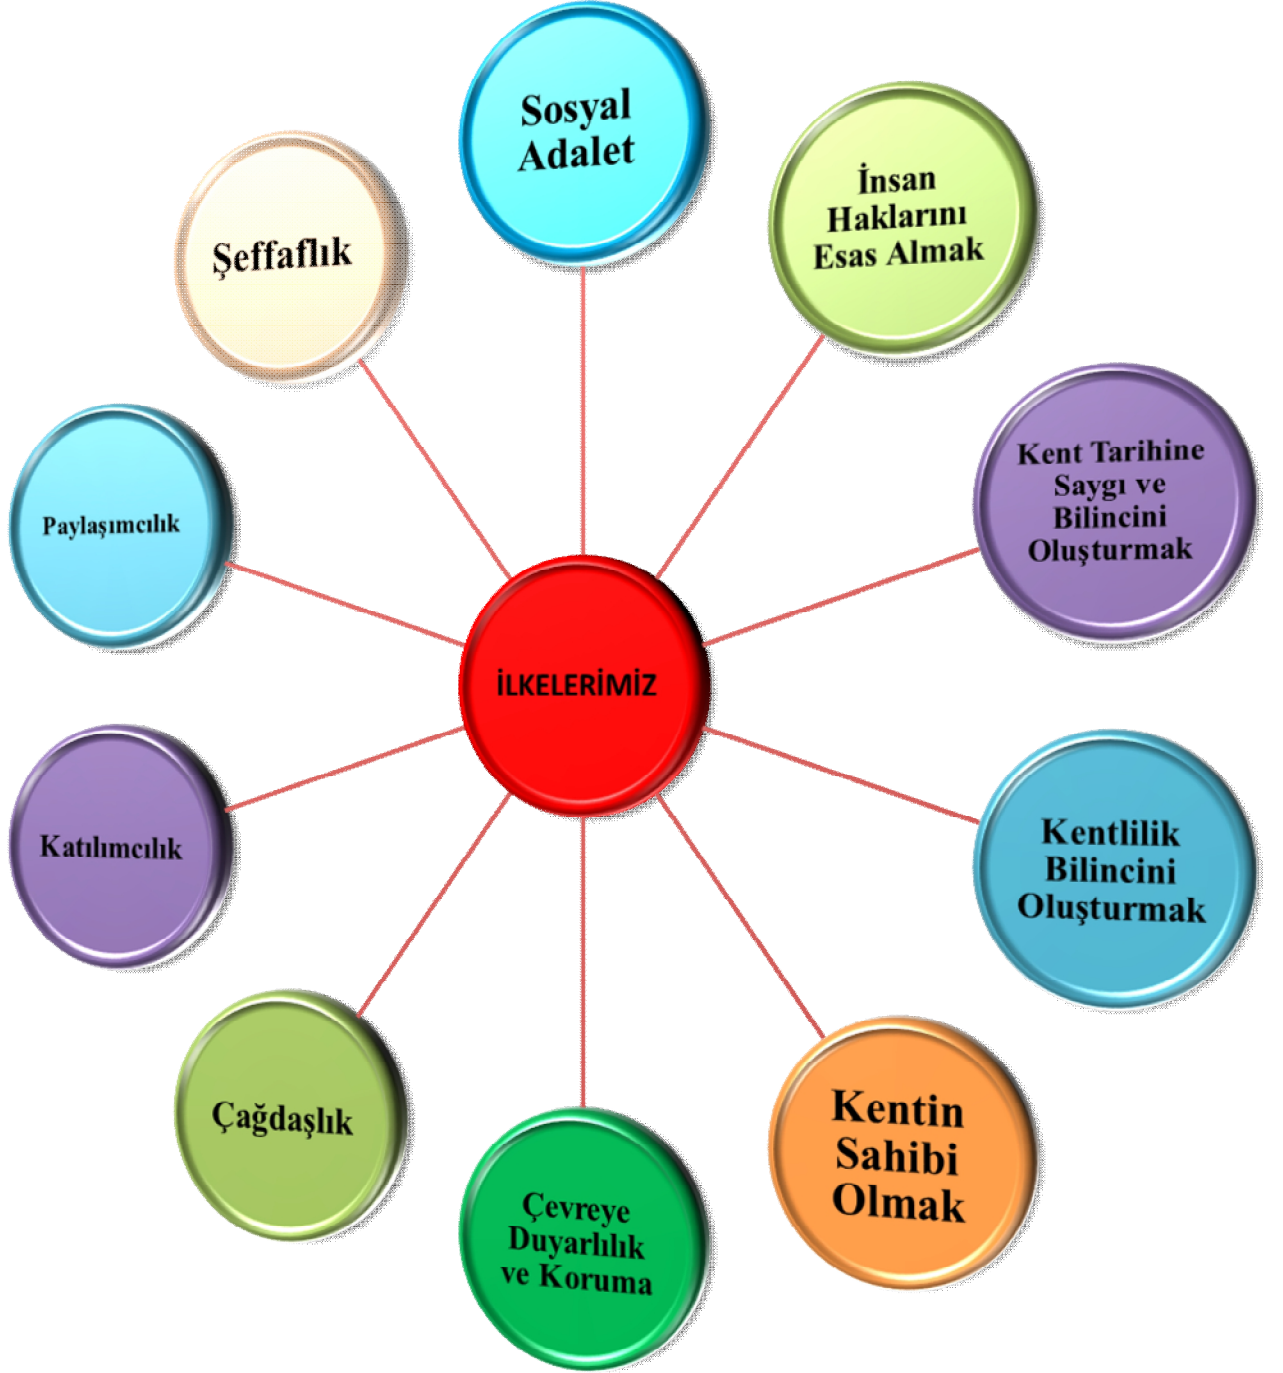 Sosyal
Adalet
İnsan
Haklarını
Esas Almak
Kent Tarihine
Saygı ve
Bilincini
Oluşturmak
Kentlilik
Bilincini
Oluşturmak
Kentin
Sahibi
Olmak
Çevreye
Duyarlılık
ve Koruma
Çağdaşlık
Katılımcılık
Paylaşımcılık
Şeffaflık
İLKELERİMİZ